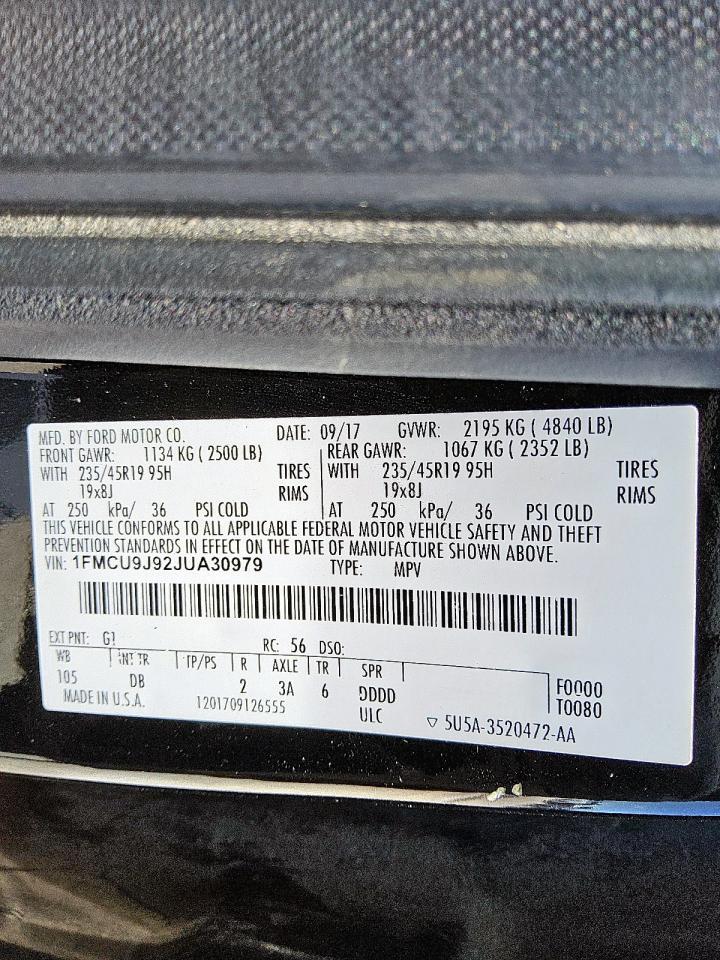 MFD. BY FORD MOTOR CO. DATE: 09/17 GVWR: 2195 KG ( 4840 LB)
FRONT GAWR: 1134 KG ( 2500 LB) REAR GAWR: 1067 KG ( 2352 LB)
WITH 235/45R19 95H TIRES WITH 235/45R19 95H TIRES
19x8J RIMS 19x8J RIMS
AT 250 kPa/ 36 PSI COLD AT 250 kPa/ 36 PSI COLD
THIS VEHICLE CONFORMS TO ALL APPLICABLE FEDERAL MOTOR VEHICLE SAFETY AND THEFT
PREVENTION STANDARDS IN EFFECT ON THE DATE OF MANUFACTURE SHOWN ABOVE.
VIN: 1FMCU9J92JUA30979 TYPE: MPV
EXT PNT: G1 RC: 56 DSO:
WB INT TR TP/PS R AXLE TR SPR
105 DB 2 3A 6 DDDD F0000
MADE IN U.S.A. 1201709126555 ULC T0080
▽ 5U5A-3520472-AA